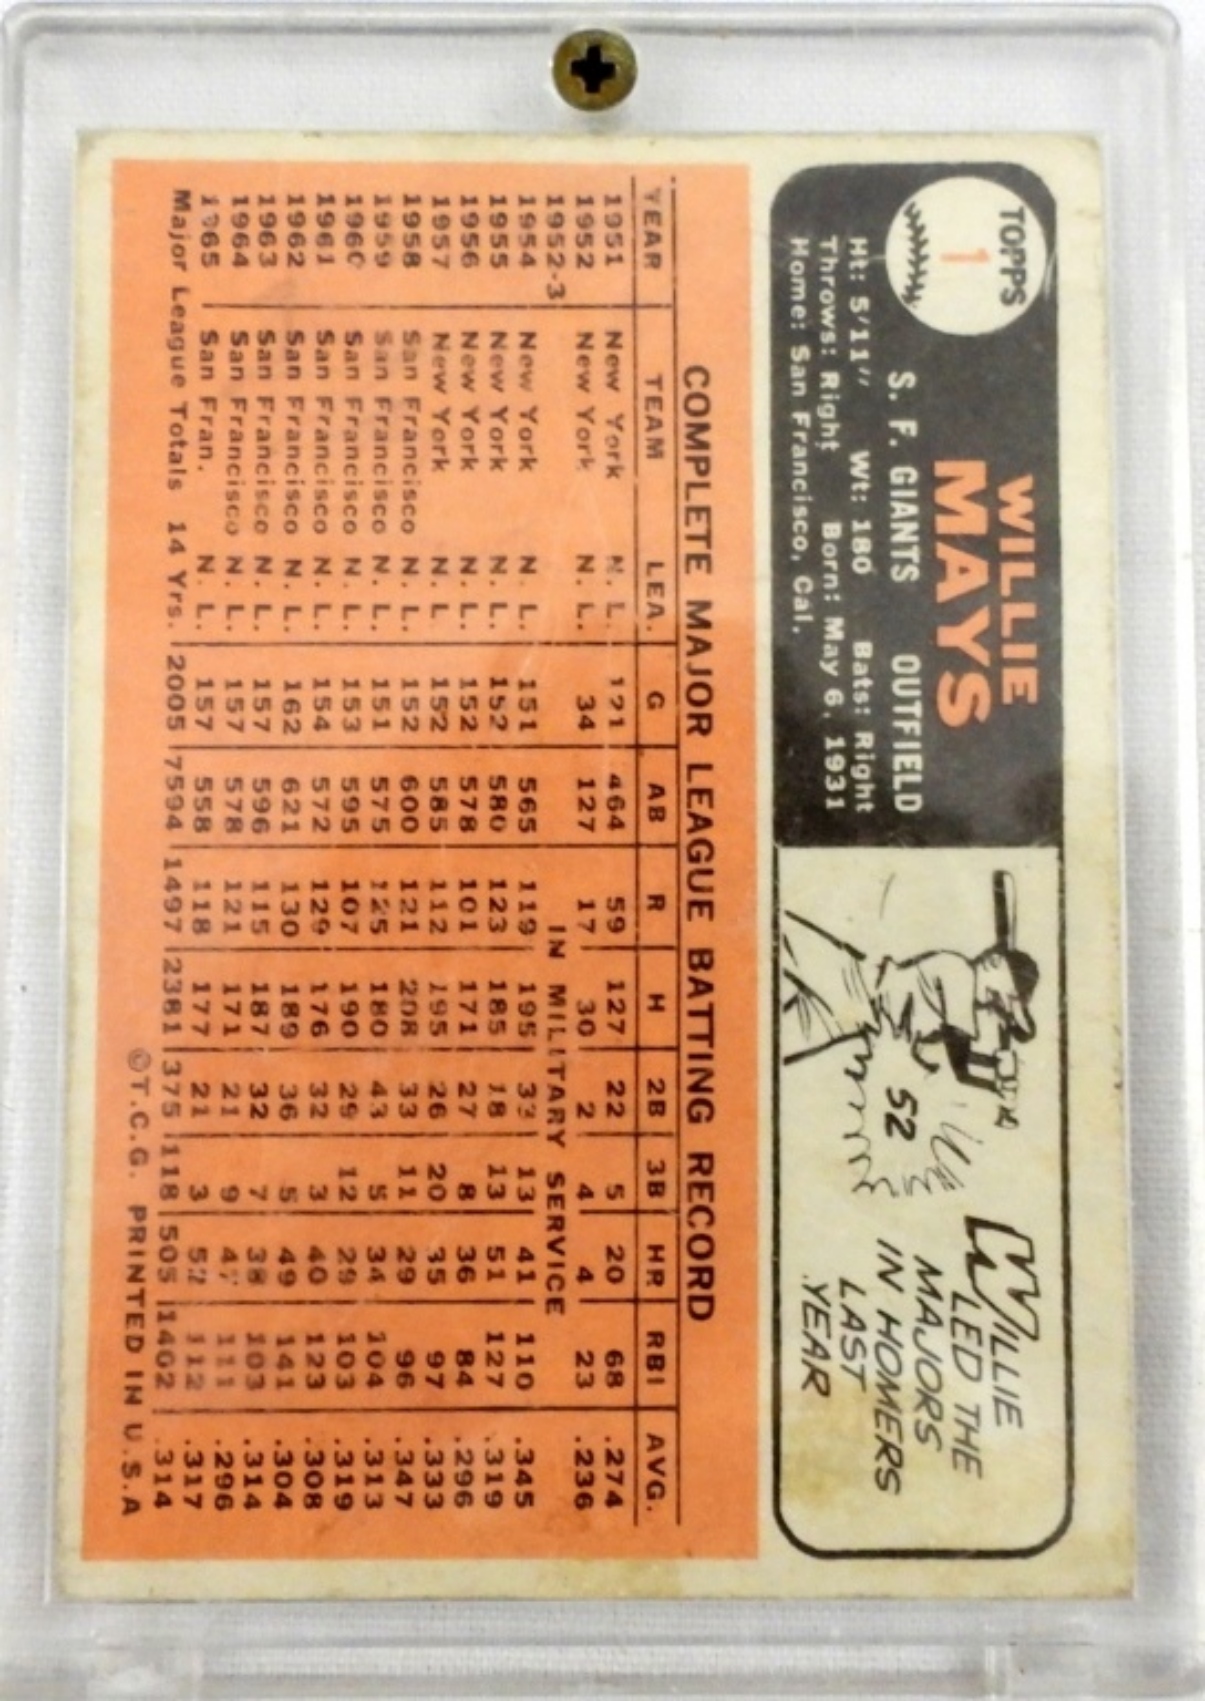 TOPPS
1
WILLIE
MAYS
S. F. GIANTS OUTFIELD
Ht: 5'11" Wt: 180 Bats: Right
Throws: Right Born: May 6, 1931
Home: San Francisco, Cal.
52
WILLIE
LED THE
MAJORS
IN HOMERS
LAST
YEAR
COMPLETE MAJOR LEAGUE BATTING RECORD
YEAR TEAM LEA. G AB R H 2B 3B HR RBI AVG.
1951 New York N. L. 121 464 59 127 22 5 20 68 .274
1952 New York N. L. 34 127 17 30 2 4 4 23 .236
1952-3 IN MILITARY SERVICE
1954 New York N. L. 151 565 119 195 33 13 41 110 .345
1955 New York N. L. 152 580 123 185 18 13 51 127 .319
1956 New York N. L. 152 578 101 171 27 8 36 84 .296
1957 New York N. L 152 585 112 195 26 20 35 97 .333
1958 San Francisco N. L. 152 600 121 208 33 11 29 96 .347
1959 San Francisco N. L. 151 575 125 180 43 5 34 104 .313
1960 San Francisco N. L. 153 595 107 190 29 12 29 103 .319
1961 San Francisco N. L. 154 572 129 176 32 3 40 123 .308
1962 San Francisco N. L. 162 621 130 189 36 5 49 141 .304
1963 San Francisco N. L. 157 596 115 187 32 7 38 103 .314
1964 San Francisco N. L. 157 578 121 171 21 9 47 111 .296
1965 San Fran. N. L. 157 558 118 177 21 3 52 112 .317
Major League Totals 14 Yrs. 2005 7594 1497 2381 375 118 505 1402 .314
©T.C.G. PRINTED IN U.S.A